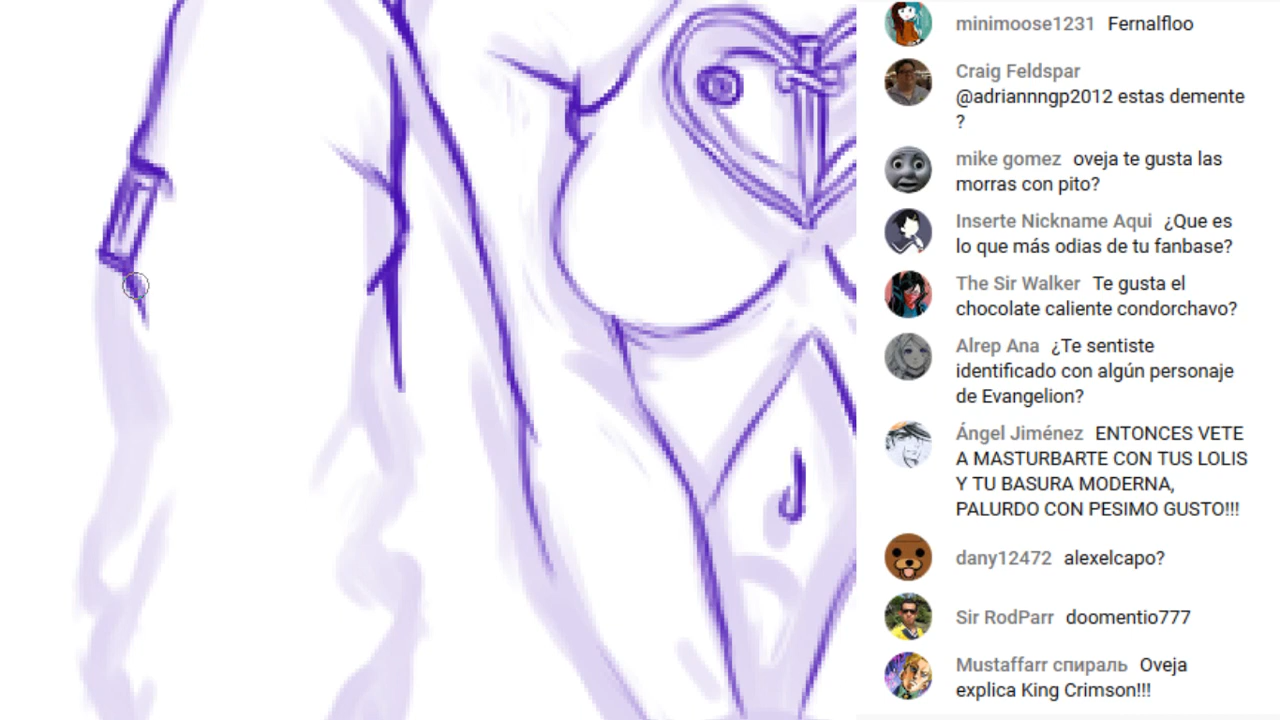 minimoose1231 Fernalfloo
Craig Feldspar
@adriannngp2012 estas demente
?
mike gomez oveja te gusta las
morras con pito?
Inserte Nickname Aqui ¿Que es
lo que más odias de tu fanbase?
The Sir Walker Te gusta el
chocolate caliente condorchavo?
Alrep Ana ¿Te sentiste
identificado con algún personaje
de Evangelion?
Ángel Jiménez ENTONCES VETE
A MASTURBARTE CON TUS LOLIS
Y TU BASURA MODERNA,
PALURDO CON PESIMO GUSTO!!!
dany12472 alexelcapo?
Sir RodParr doomentio777
Mustaffarr спираль Oveja
explica King Crimson!!!